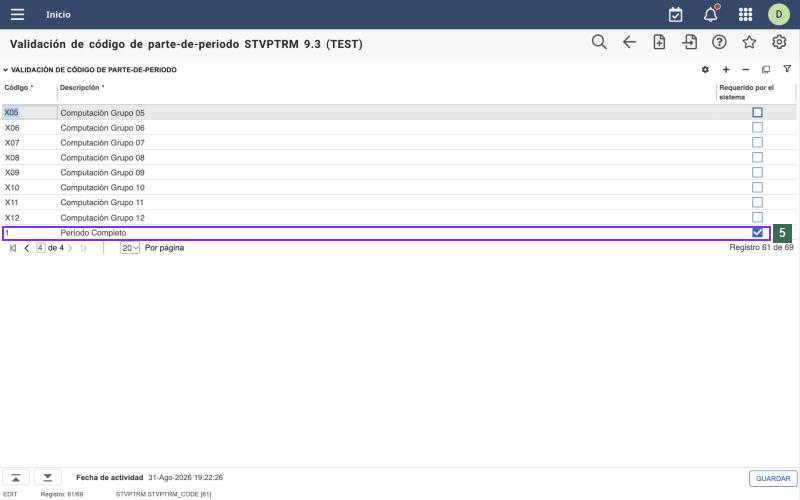 Inicio
D
Validación de código de parte-de-periodo STVPTRM 9.3 (TEST)
VALIDACIÓN DE CÓDIGO DE PARTE-DE-PERIODO
Código * Descripción * Requerido por el
sistema
X05 Computación Grupo 05
X06 Computación Grupo 06
X07 Computación Grupo 07
X08 Computación Grupo 08
X09 Computación Grupo 09
X10 Computación Grupo 10
X11 Computación Grupo 11
X12 Computación Grupo 12
1 Período Completo 5
4 de 4 20 Por página Registro 61 de 69
Fecha de actividad 31-Ago-2026 19:22:26 GUARDAR
EDIT Registro: 61/69 STVPTRM.STVPTRM_CODE [61]